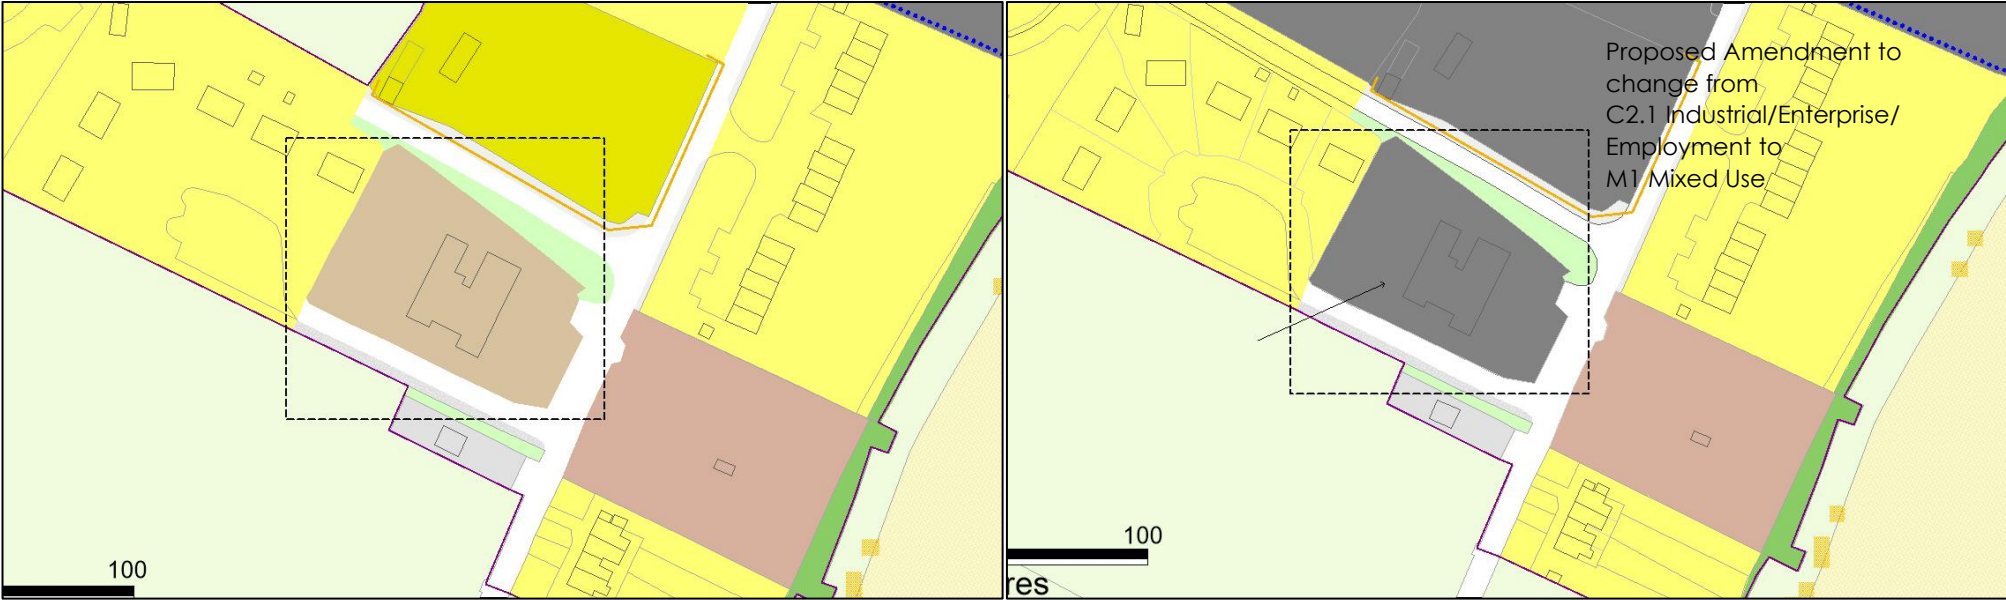 100
Proposed Amendment to
change from
C2.1 Industrial/Enterprise/
Employment to
M1 Mixed Use
100
res